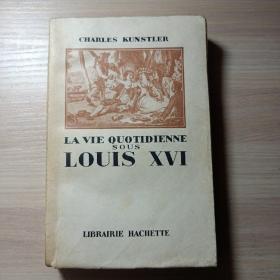 CHARLES KUNSTLER
LA VIE QUOTIDIENNE
SOUS
LOUIS XVI
LIBRAIRIE HACHETTE